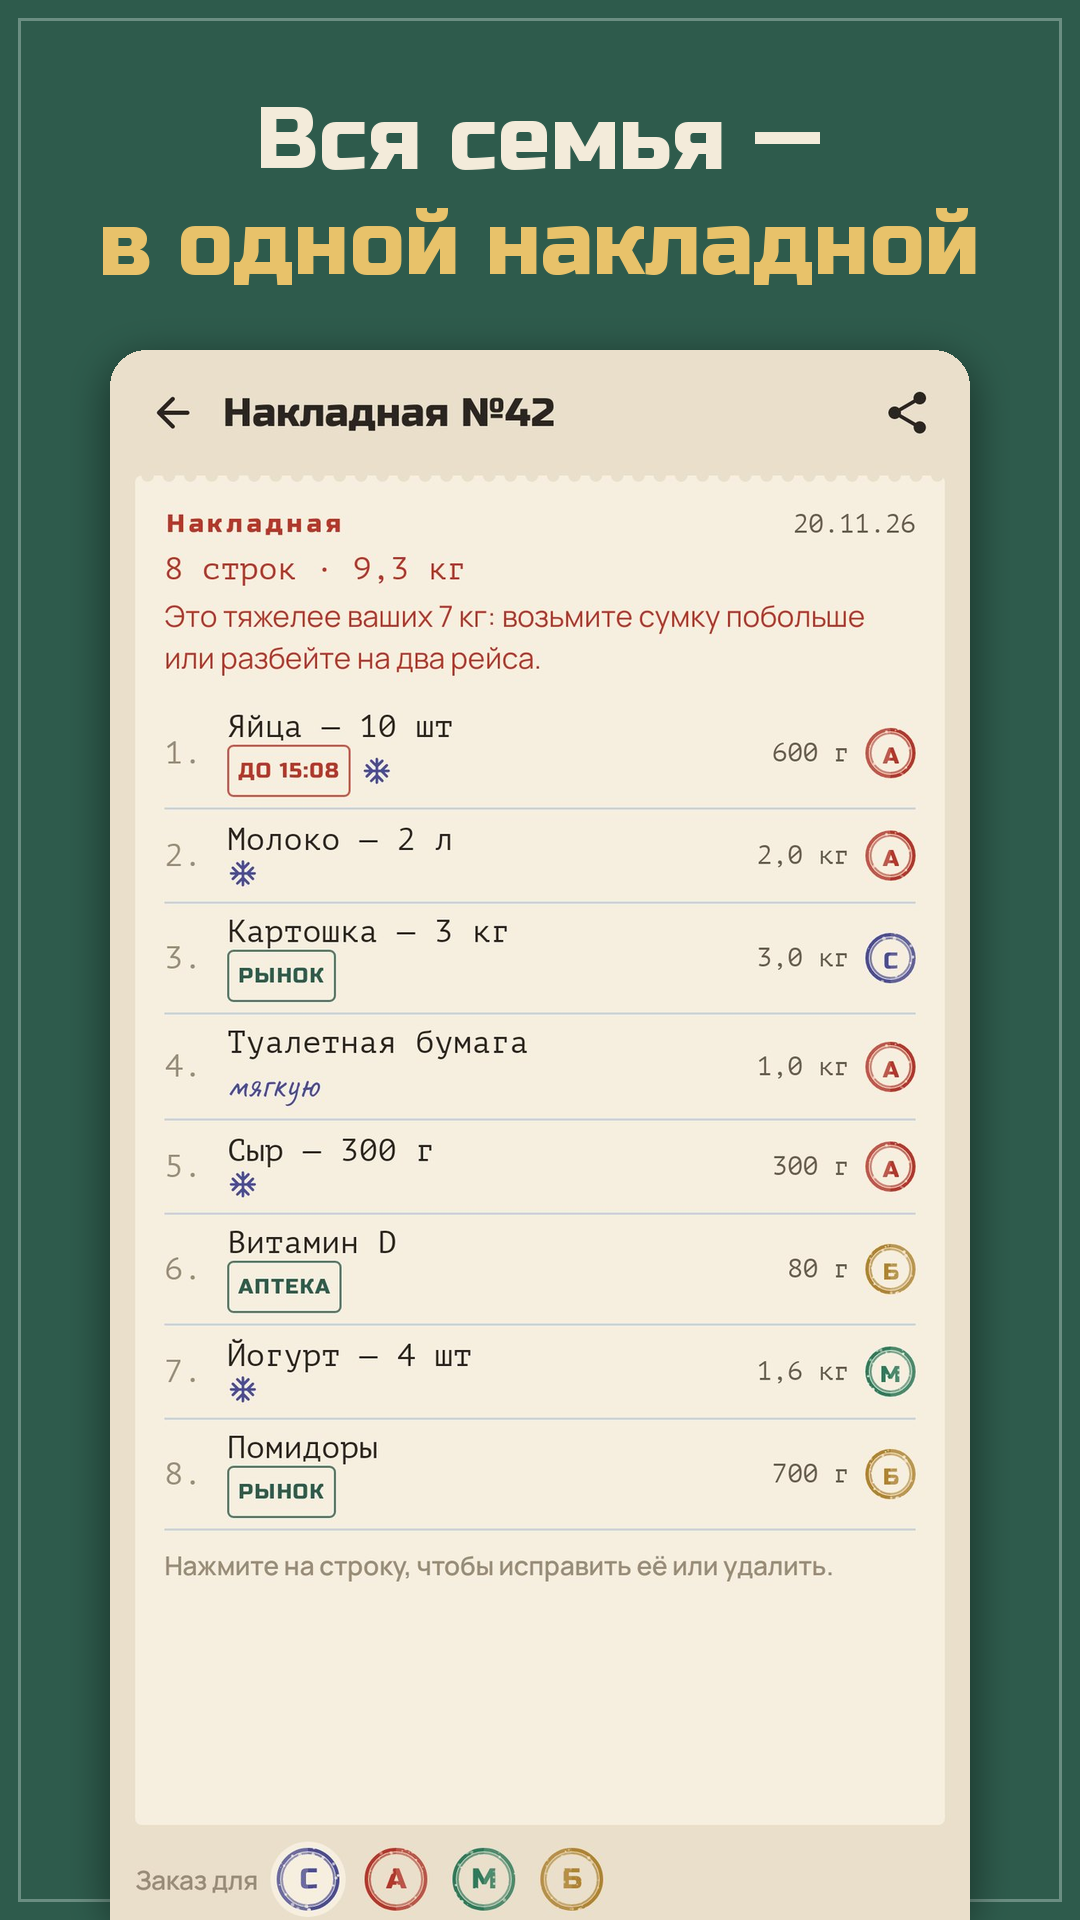 Вся семья —
в одной накладной
Накладная №42
Накладная 20.11.26
8 строк · 9,3 кг
Это тяжелее ваших 7 кг: возьмите сумку побольше
или разбейте на два рейса.
1. Яйца — 10 шт 600 г А
ДО 15:08
2. Молоко — 2 л 2,0 кг А
3. Картошка — 3 кг 3,0 кг С
РЫНОК
4. Туалетная бумага 1,0 кг А
мягкую
5. Сыр — 300 г 300 г А
6. Витамин D 80 г Б
АПТЕКА
7. Йогурт — 4 шт 1,6 кг М
8. Помидоры 700 г Б
РЫНОК
Нажмите на строку, чтобы исправить её или удалить.
Заказ для С А М Б